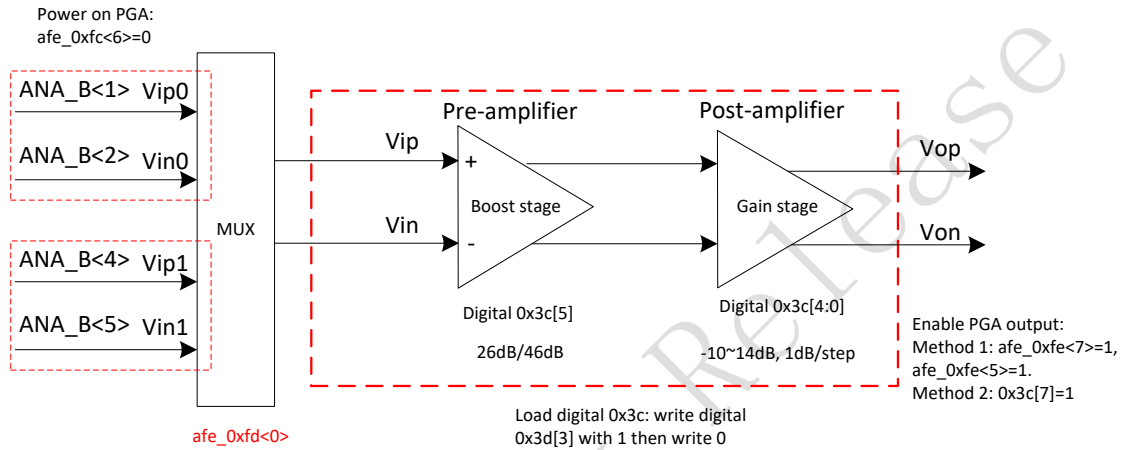 Power on PGA:
afe_0xfc<6>=0
ANA_B<1> Vip0
ANA_B<2> Vin0
ANA_B<4> Vip1
ANA_B<5> Vin1
MUX
afe_0xfd<0>
Vip
Vin
Pre-amplifier
+
Boost stage
-
Digital 0x3c[5]
26dB/46dB
Post-amplifier
Gain stage
Digital 0x3c[4:0]
-10~14dB, 1dB/step
Load digital 0x3c: write digital
0x3d[3] with 1 then write 0
Vop
Von
Enable PGA output:
Method 1: afe_0xfe<7>=1,
afe_0xfe<5>=1.
Method 2: 0x3c[7]=1
Release